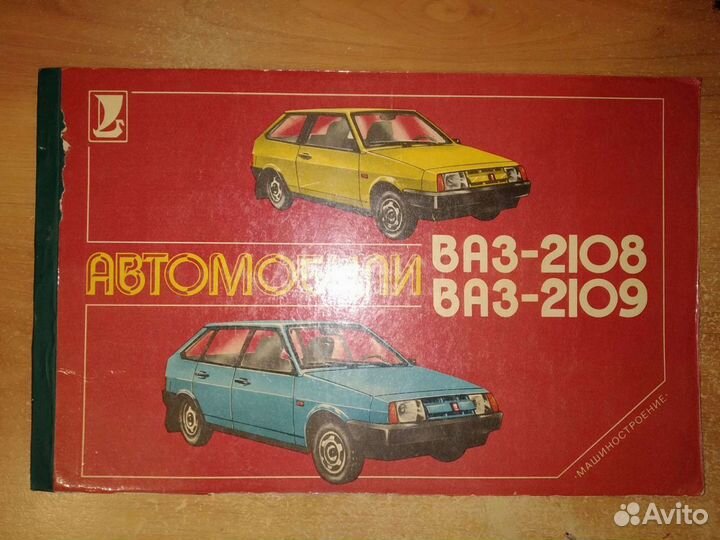 АВТОМОБИЛИ
ВАЗ-2108
ВАЗ-2109
·МАШИНОСТРОЕНИЕ·
Avito